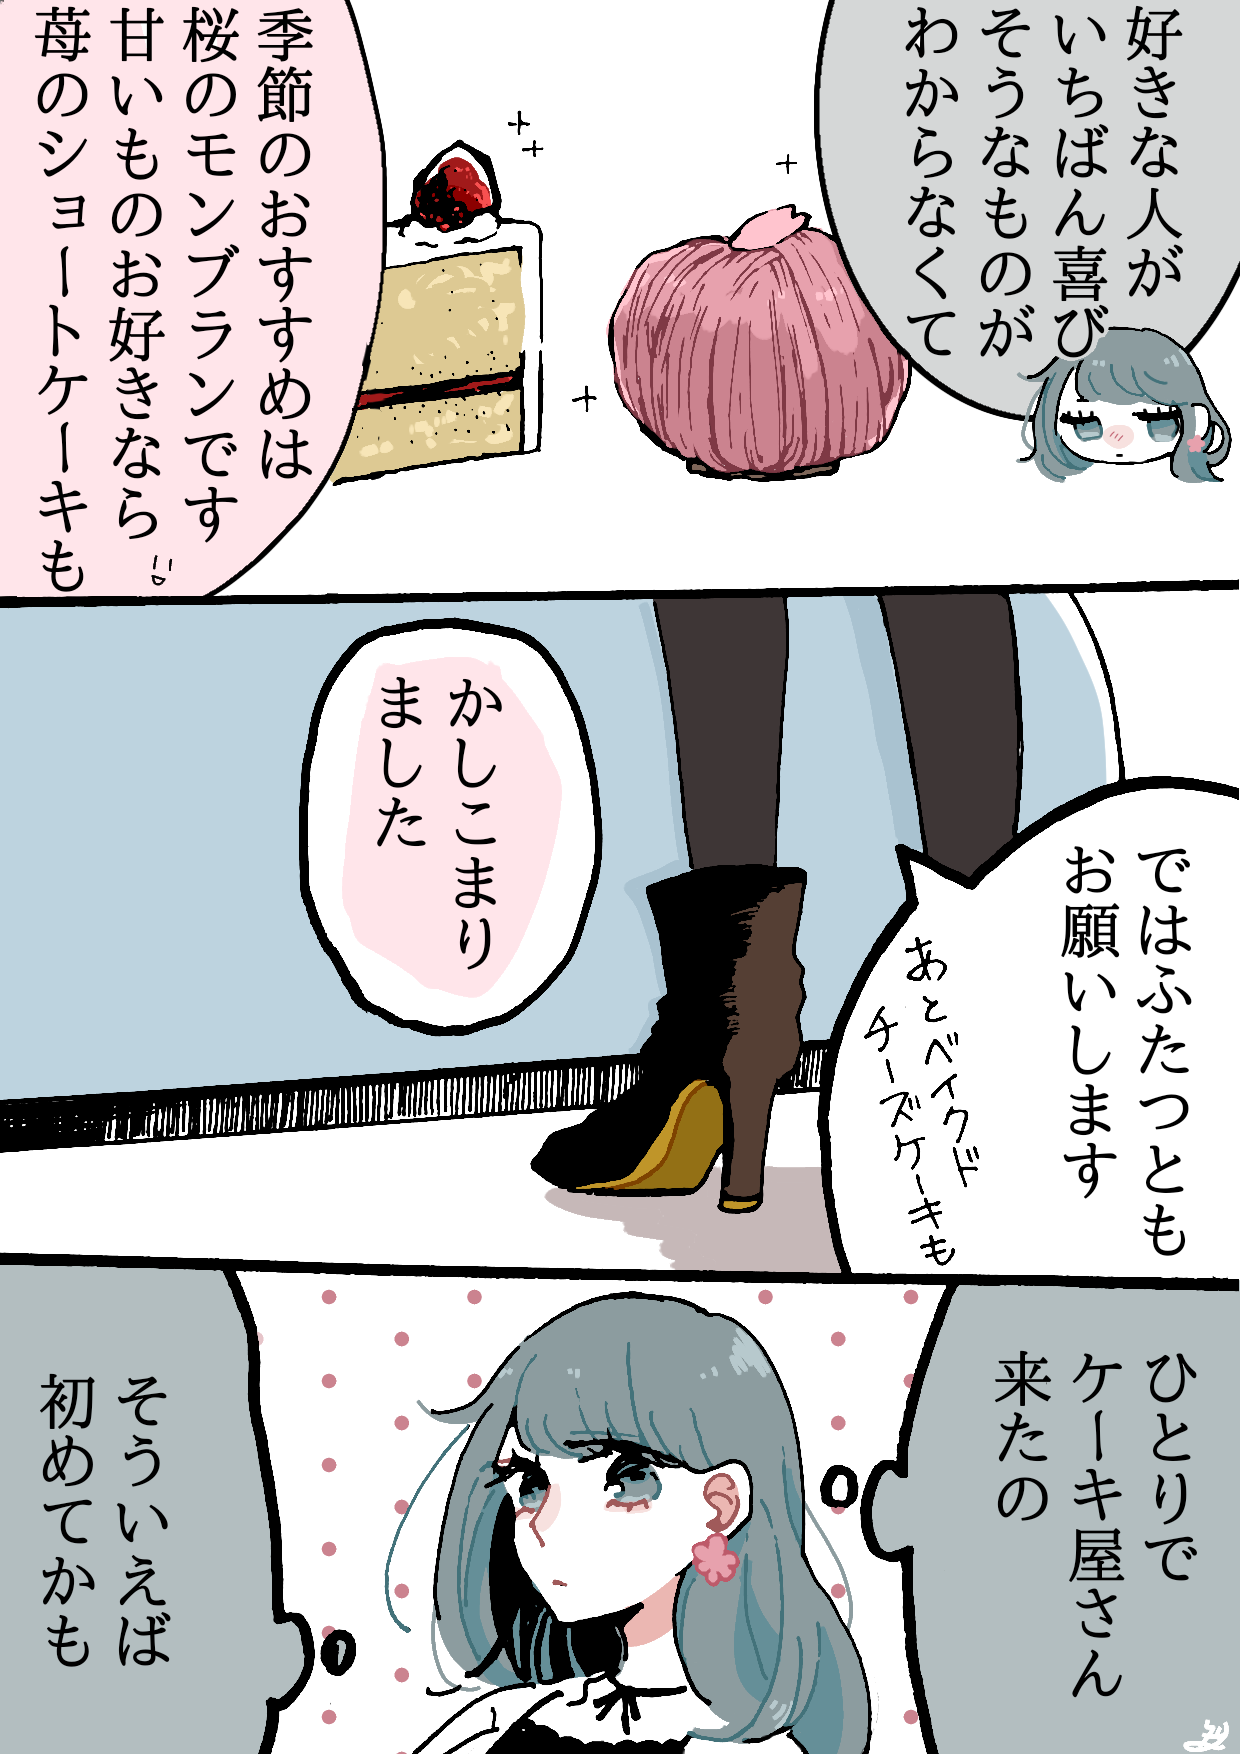 好きな人が
いちばん喜び
そうなものが
わからなくて
季節のおすすめは
桜のモンブランです
甘いものお好きなら
苺のショートケーキも
ではふたつとも
お願いします
あとベイクド
チーズケーキも
かしこまり
ました
ひとりで
ケーキ屋さん
来たの
そういえば
初めてかも